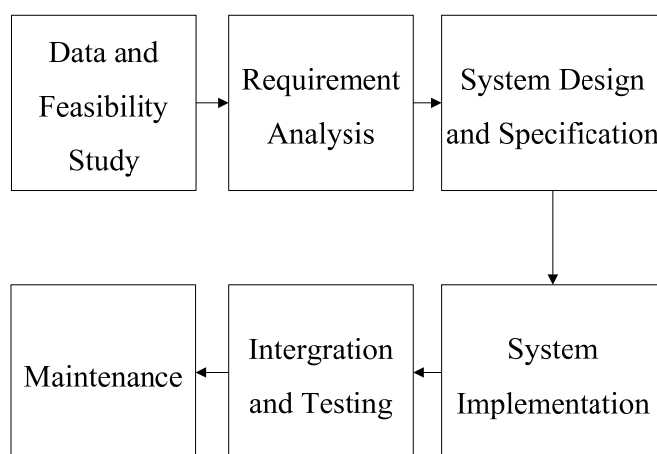 Data and
Feasibility
Study
Requirement
Analysis
System Design
and Specification
System
Implementation
Intergration
and Testing
Maintenance